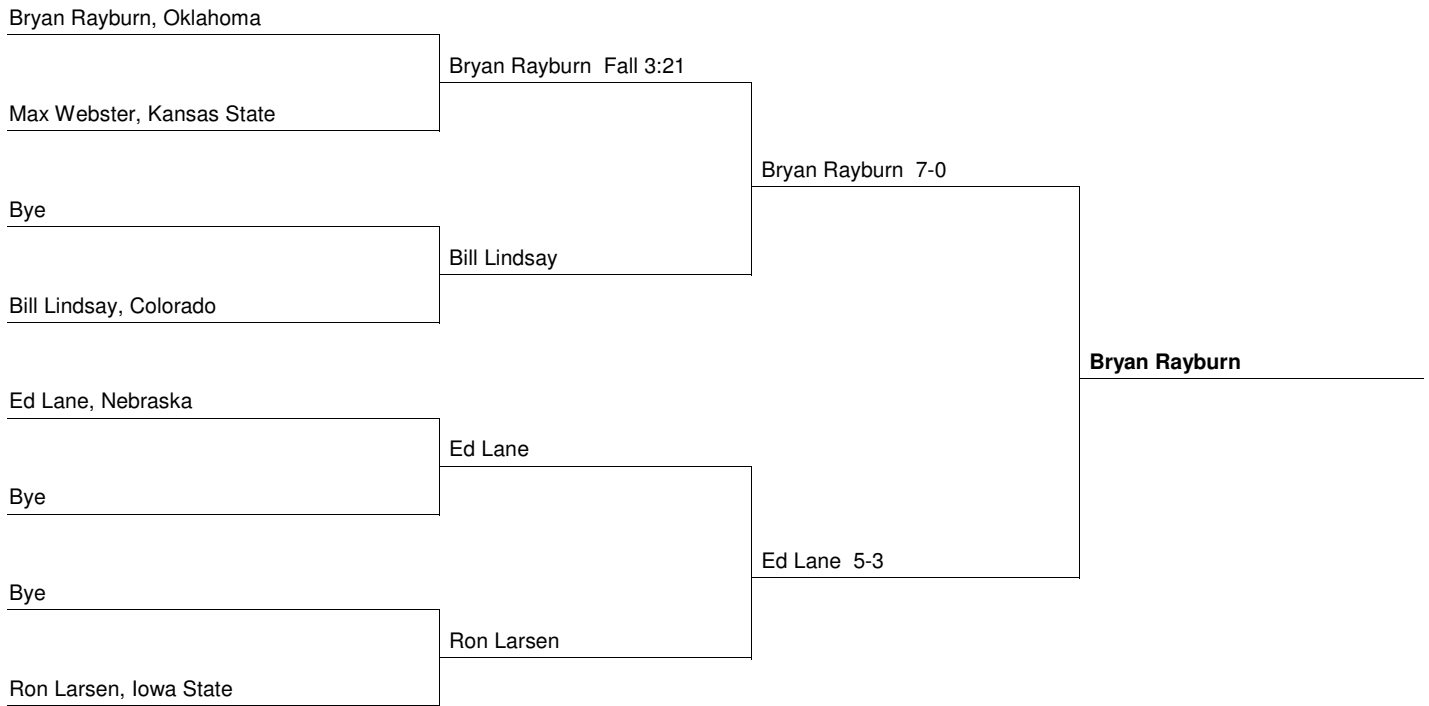 Bryan Rayburn, Oklahoma
Bryan Rayburn  Fall 3:21
Max Webster, Kansas State
Bryan Rayburn  7-0
Bye
Bill Lindsay
Bill Lindsay, Colorado
Bryan Rayburn
Ed Lane, Nebraska
Ed Lane
Bye
Ed Lane  5-3
Bye
Ron Larsen
Ron Larsen, Iowa State